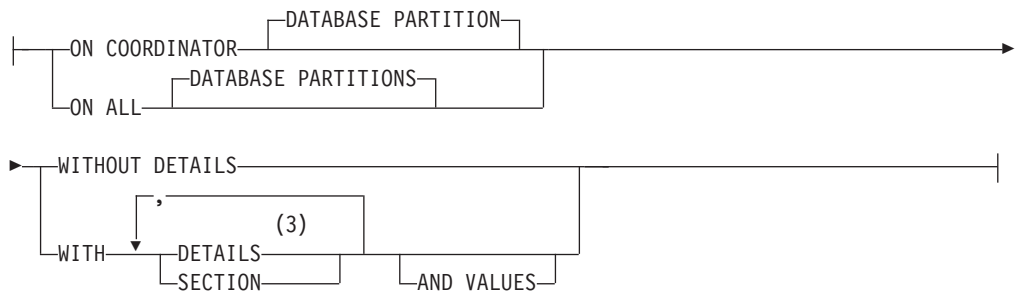 DATABASE PARTITION
ON COORDINATOR
DATABASE PARTITIONS
ON ALL
WITHOUT DETAILS
,
(3)
WITH DETAILS
SECTION AND VALUES